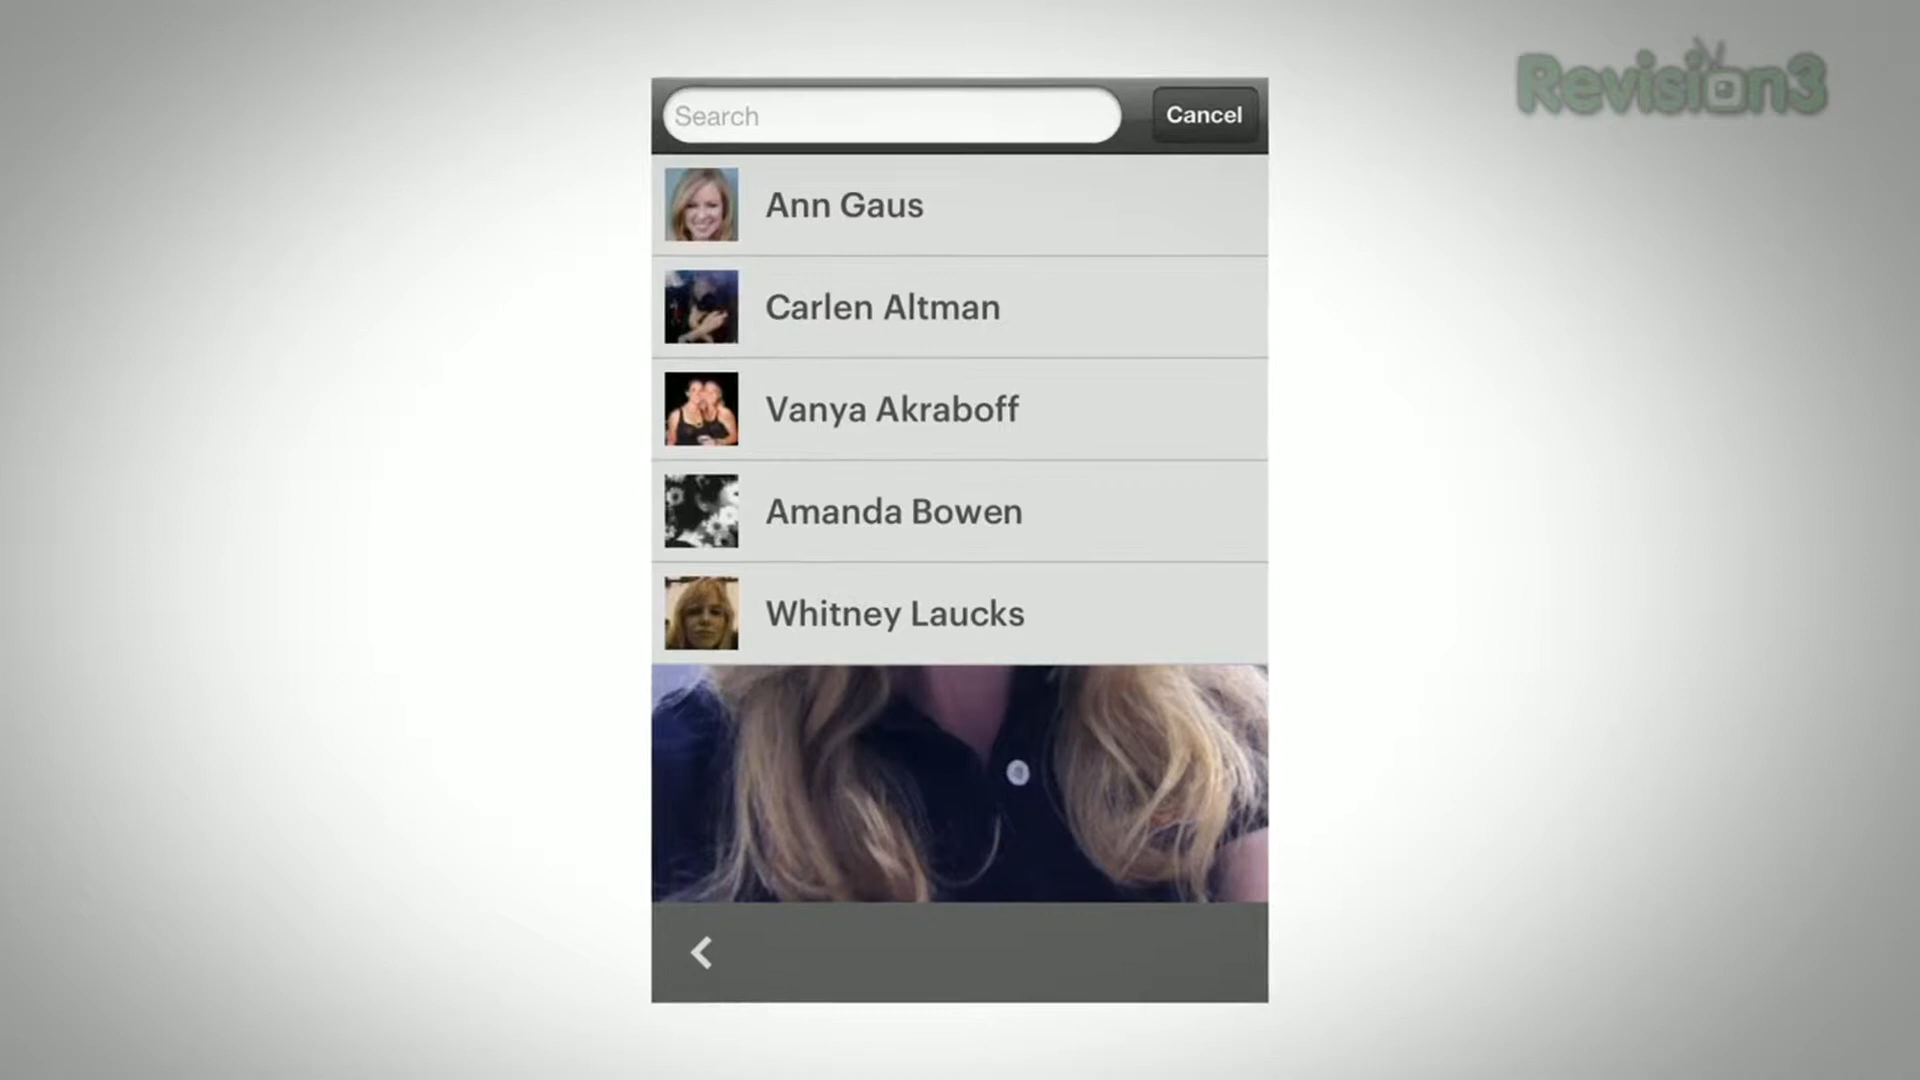 Revision3
Search
Cancel
Ann Gaus
Carlen Altman
Vanya Akraboff
Amanda Bowen
Whitney Laucks